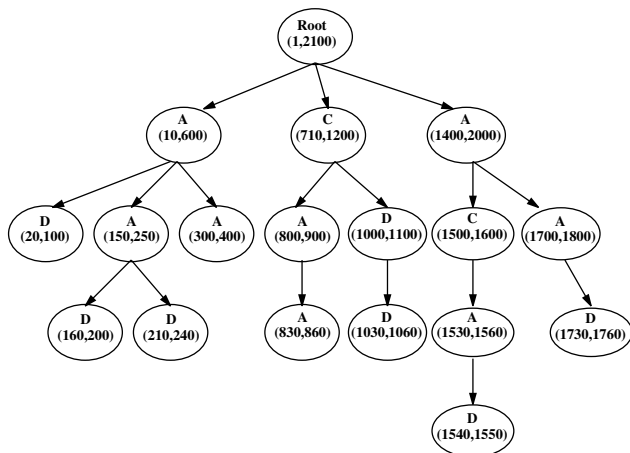 Root
(1,2100)
A
(10,600)
C
(710,1200)
A
(1400,2000)
D
(20,100)
A
(150,250)
A
(300,400)
A
(800,900)
D
(1000,1100)
C
(1500,1600)
A
(1700,1800)
D
(160,200)
D
(210,240)
A
(830,860)
D
(1030,1060)
A
(1530,1560)
D
(1730,1760)
D
(1540,1550)